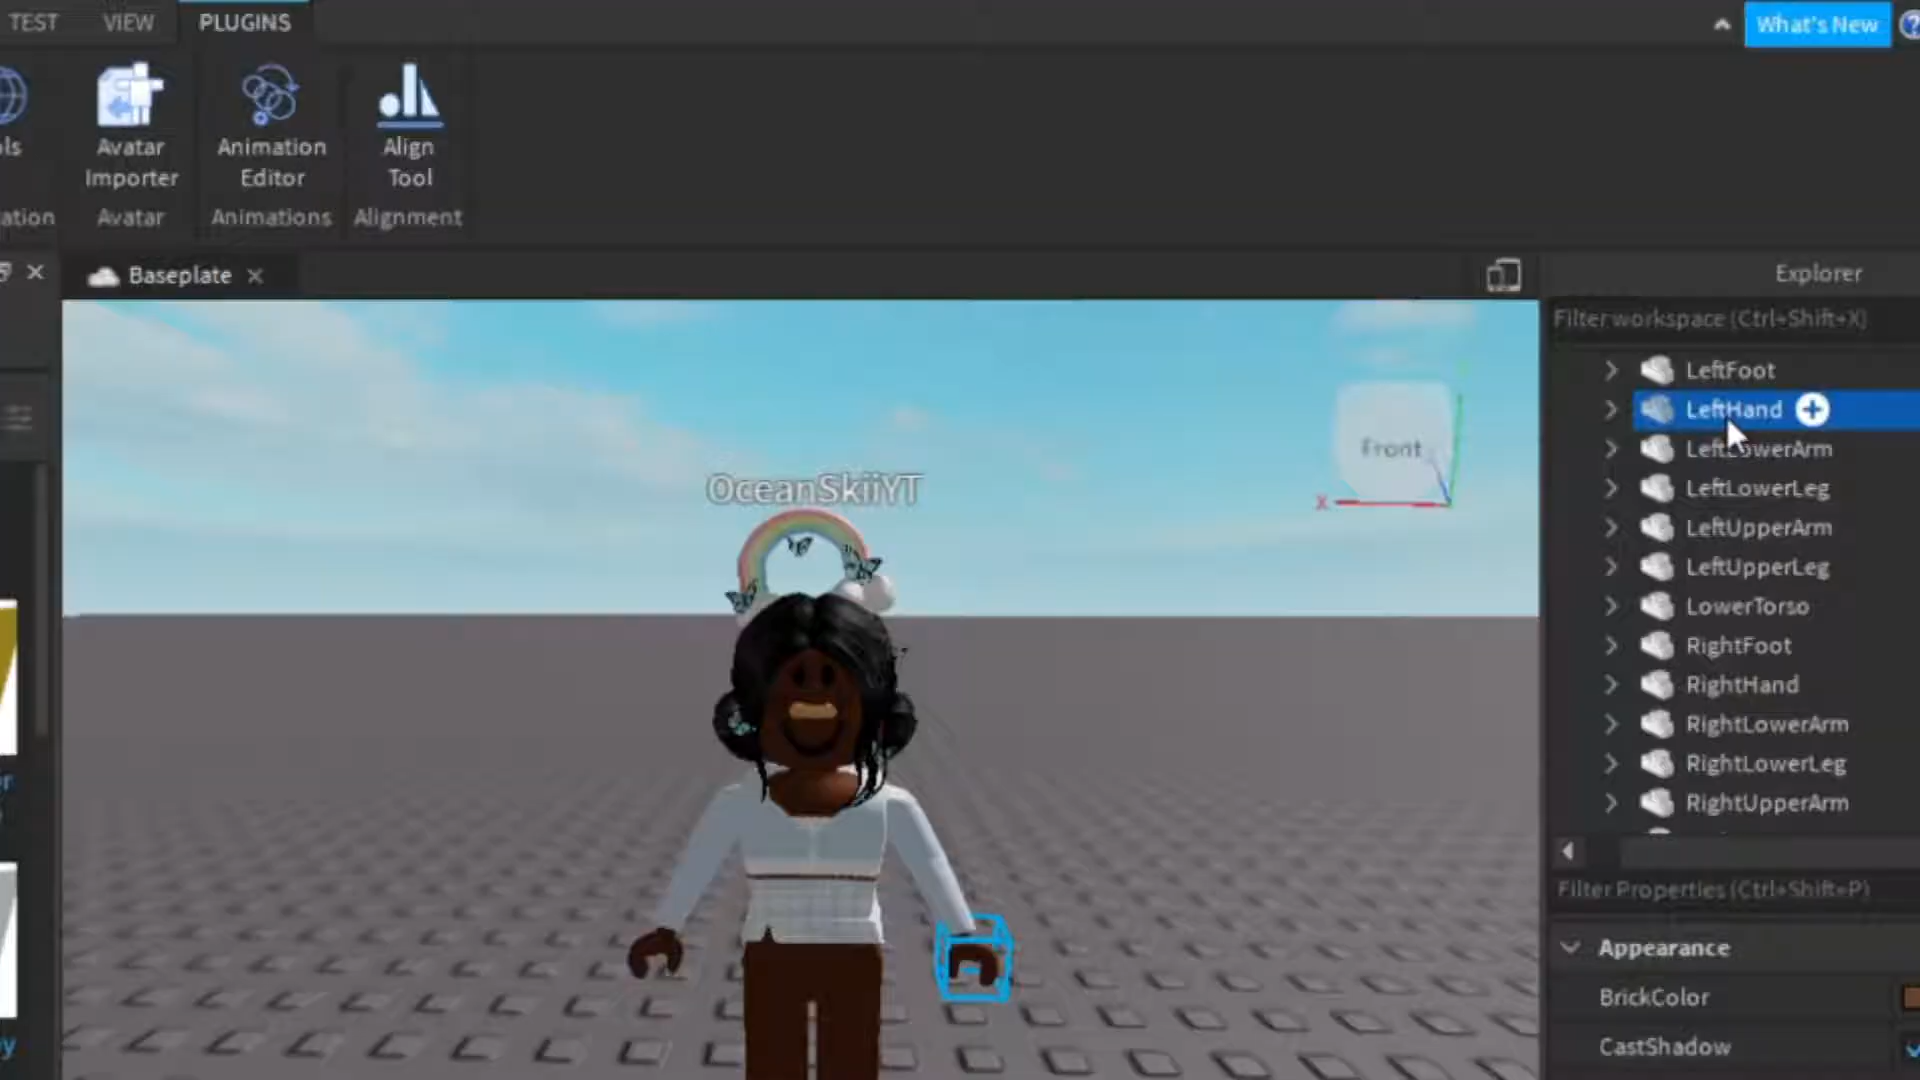 TEST VIEW PLUGINS
What's New
Avatar Importer
Animation Editor
Align Tool
Avatar
Animations
Alignment
Baseplate
Explorer
Filter workspace (Ctrl+Shift+X)
LeftFoot
LeftHand
LeftLowerArm
LeftLowerLeg
LeftUpperArm
LeftUpperLeg
LowerTorso
RightFoot
RightHand
RightLowerArm
RightLowerLeg
RightUpperArm
Front
X
OceanSkiiYT
Filter Properties (Ctrl+Shift+P)
Appearance
BrickColor
CastShadow